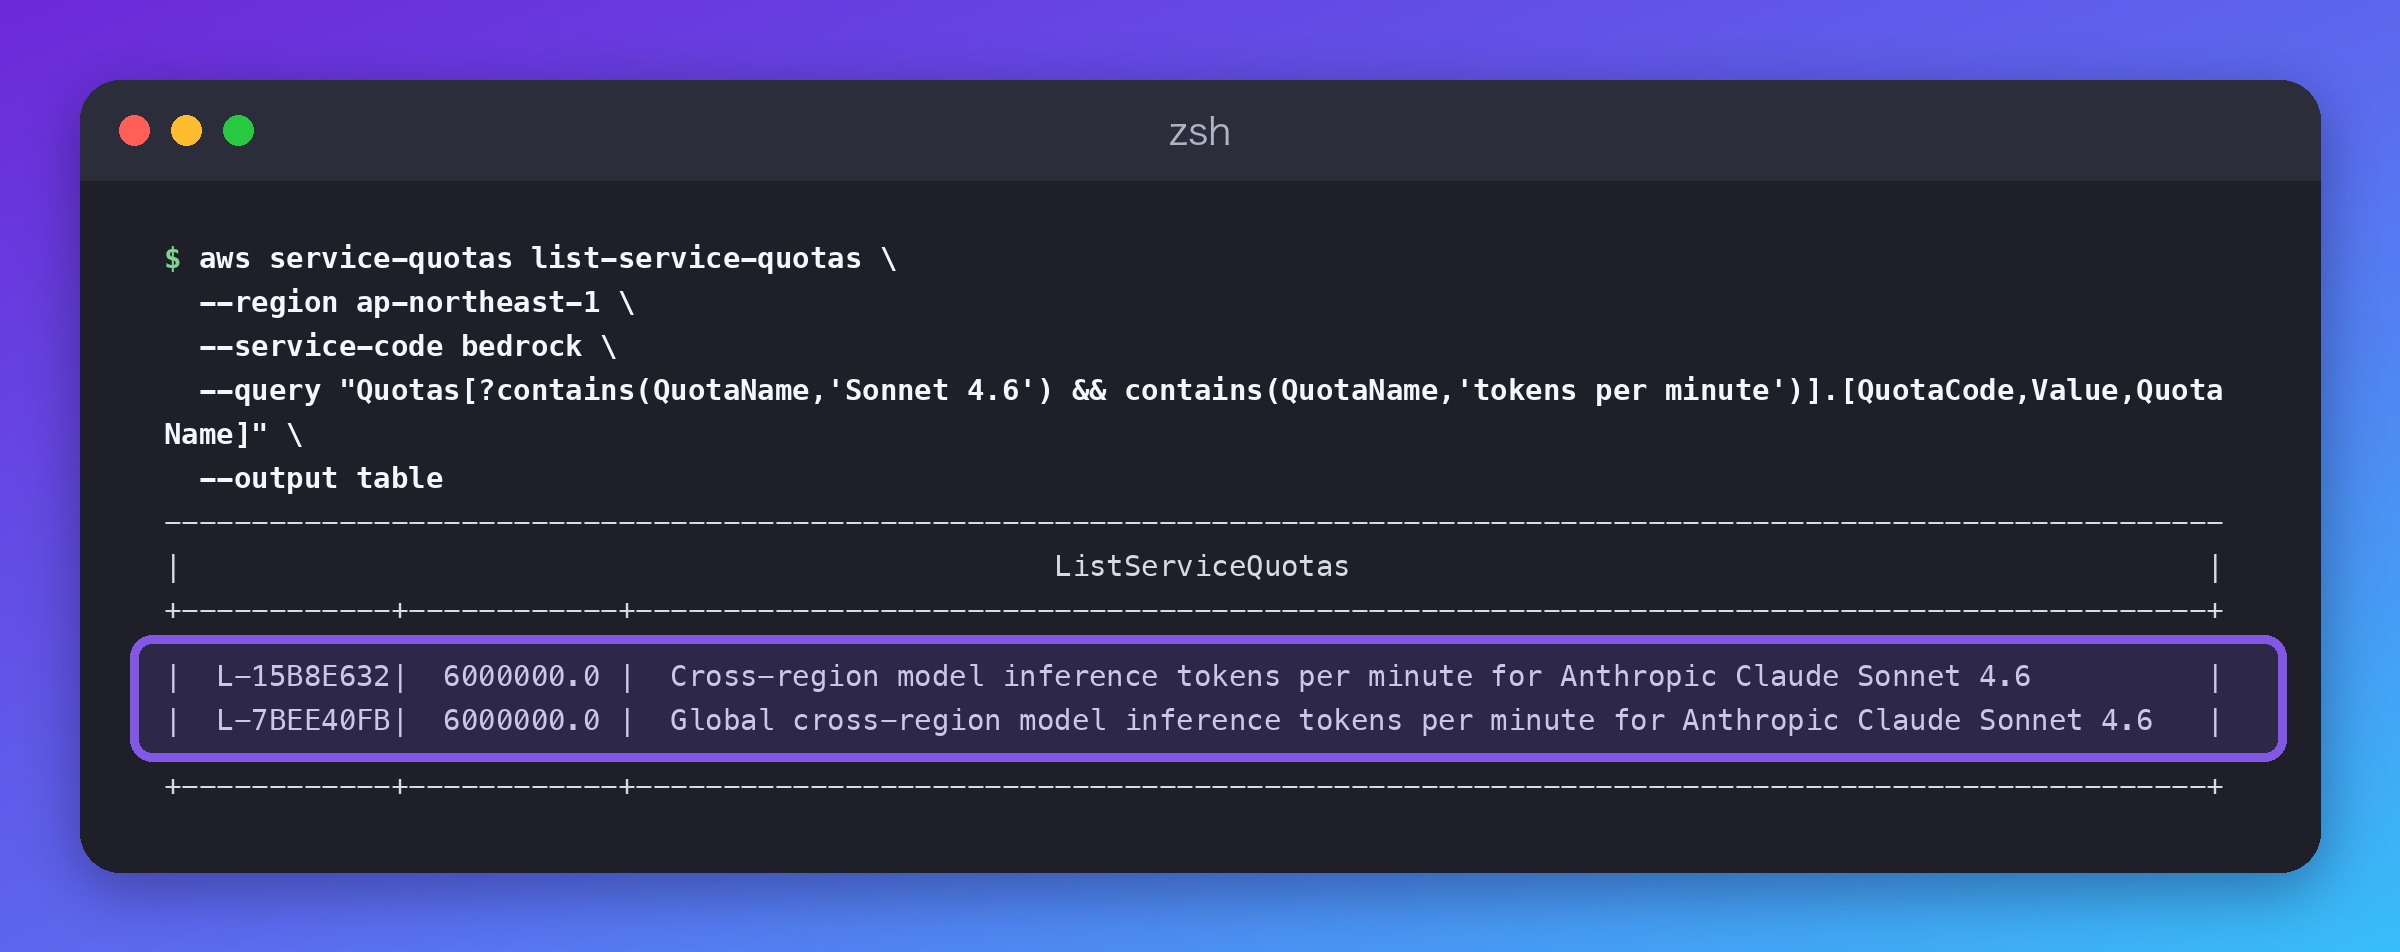 zsh
$ aws service-quotas list-service-quotas \
--region ap-northeast-1 \
--service-code bedrock \
--query "Quotas[?contains(QuotaName,'Sonnet 4.6') && contains(QuotaName,'tokens per minute')].[QuotaCode,Value,Quota
Name]" \
--output table
------------------------------------------------------------------------------------------------------------------------
|                                                  ListServiceQuotas                                                 |
+------------+------------+------------------------------------------------------------------------------------------+
|  L-15B8E632|  6000000.0 |  Cross-region model inference tokens per minute for Anthropic Claude Sonnet 4.6          |
|  L-7BEE40FB|  6000000.0 |  Global cross-region model inference tokens per minute for Anthropic Claude Sonnet 4.6   |
+------------+------------+------------------------------------------------------------------------------------------+